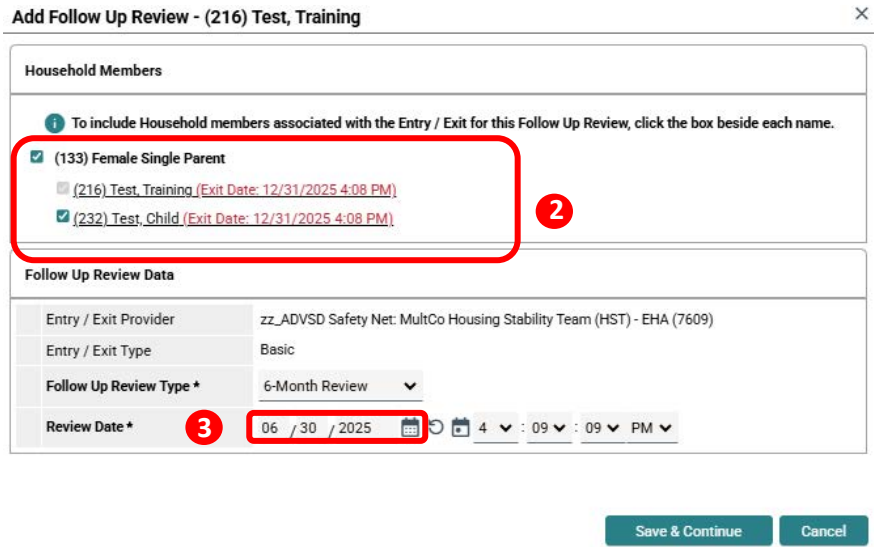 Add Follow Up Review - (216) Test, Training
Household Members
i To include Household members associated with the Entry / Exit for this Follow Up Review, click the box beside each name.
(133) Female Single Parent
(216) Test, Training (Exit Date: 12/31/2025 4:08 PM)
(232) Test, Child (Exit Date: 12/31/2025 4:08 PM)
2
Follow Up Review Data
Entry / Exit Provider zz_ADVSD Safety Net: MultCo Housing Stability Team (HST) - EHA (7609)
Entry / Exit Type Basic
Follow Up Review Type * 6-Month Review
Review Date * 3 06 / 30 / 2025 4 : 09 : 09 PM
Save & Continue Cancel